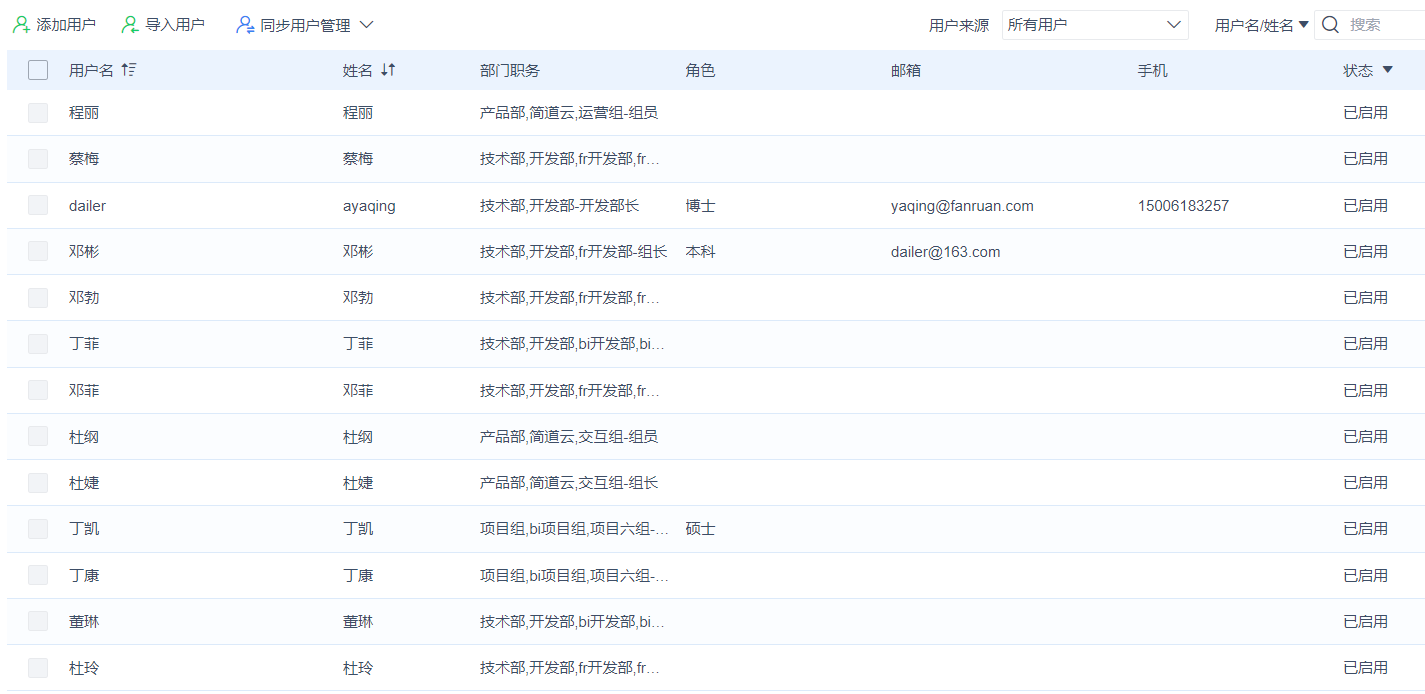 添加用户 导入用户 同步用户管理 用户来源 所有用户 用户名/姓名 搜索
用户名 姓名 部门职务 角色 邮箱 手机 状态
程丽 程丽 产品部,简道云,运营组-组员 已启用
蔡梅 蔡梅 技术部,开发部,fr开发部,fr... 已启用
dailer ayaqing 技术部,开发部-开发部长 博士 yaqing@fanruan.com 15006183257 已启用
邓彬 邓彬 技术部,开发部,fr开发部-组长 本科 dailer@163.com 已启用
邓勃 邓勃 技术部,开发部,fr开发部,fr... 已启用
丁菲 丁菲 技术部,开发部,bi开发部,bi... 已启用
邓菲 邓菲 技术部,开发部,fr开发部,fr... 已启用
杜纲 杜纲 产品部,简道云,交互组-组员 已启用
杜婕 杜婕 产品部,简道云,交互组-组长 已启用
丁凯 丁凯 项目组,bi项目组,项目六组-... 硕士 已启用
丁康 丁康 项目组,bi项目组,项目六组-... 已启用
董琳 董琳 技术部,开发部,bi开发部,bi... 已启用
杜玲 杜玲 技术部,开发部,fr开发部,fr... 已启用